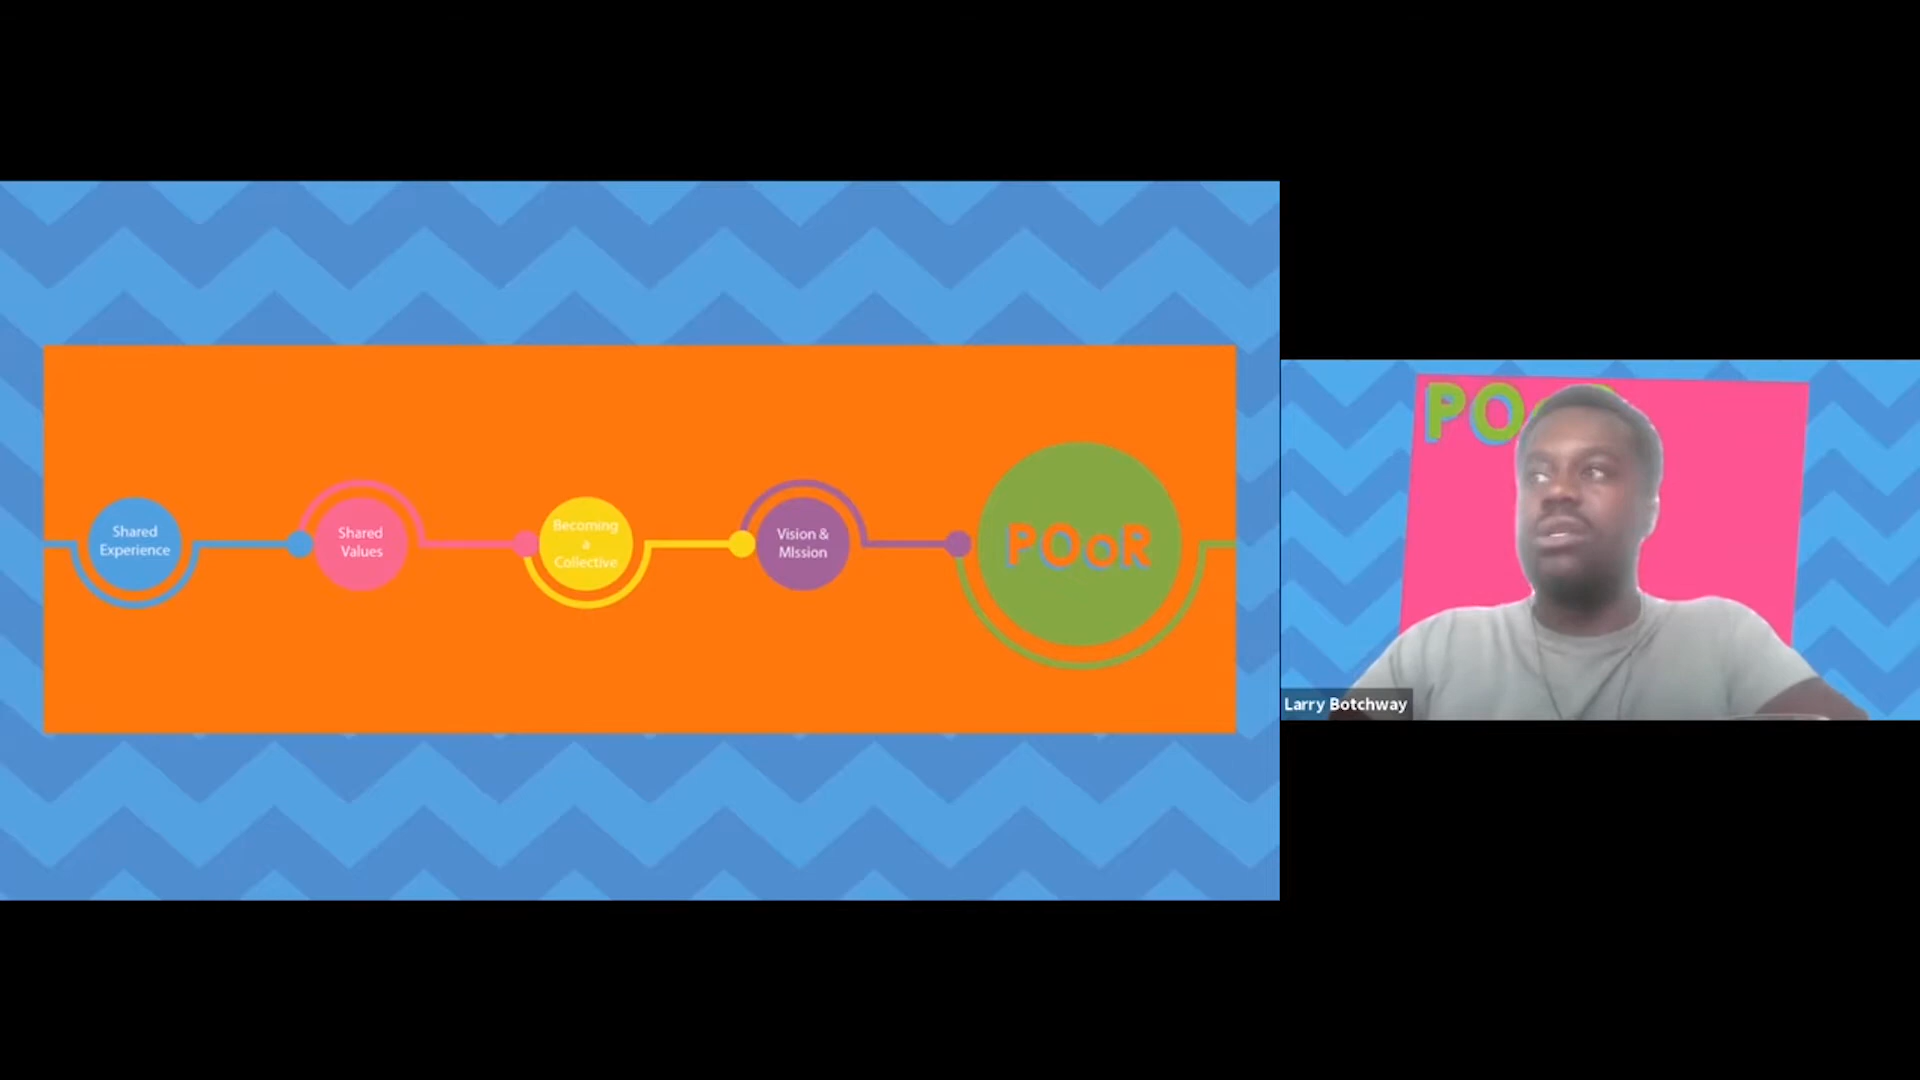 Shared
Experience
Shared
Values
Becoming
a
Collective
Vision &
MIssion
POoR
PO
Larry Botchway